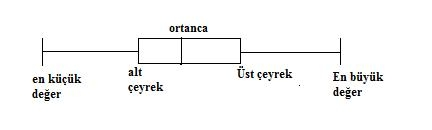 ortanca
en küçük
değer
alt
çeyrek
Üst çeyrek
En büyük
değer